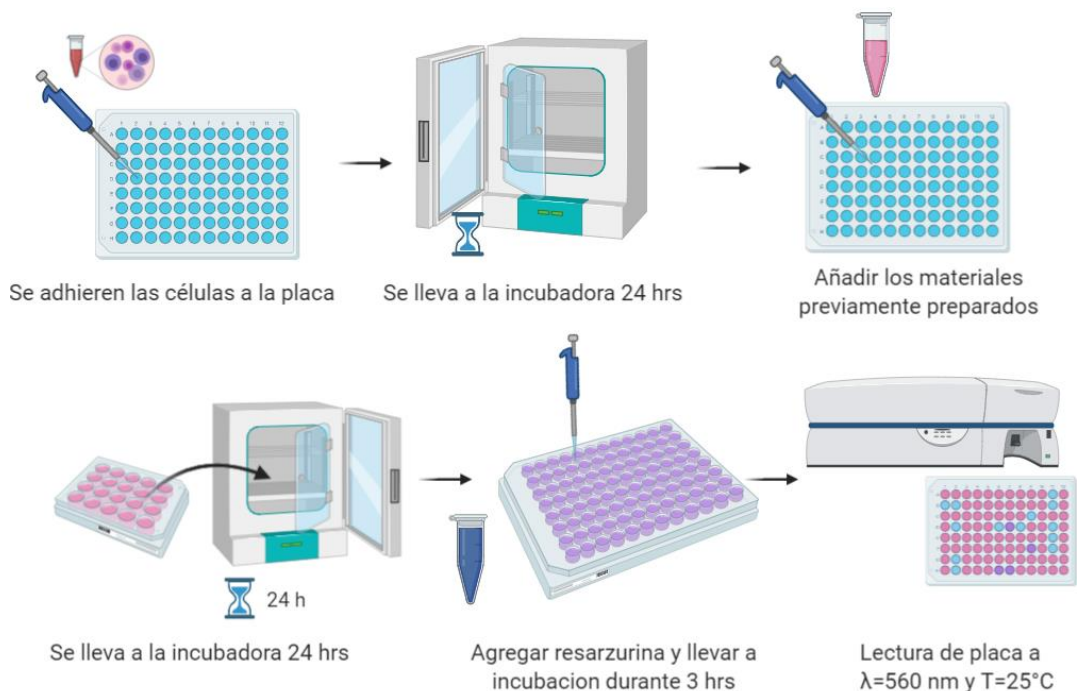 Se adhieren las células a la placa
Se lleva a la incubadora 24 hrs
Añadir los materiales
previamente preparados
24 h
Se lleva a la incubadora 24 hrs
Agregar resarzurina y llevar a
incubacion durante 3 hrs
Lectura de placa a
λ=560 nm y T=25°C